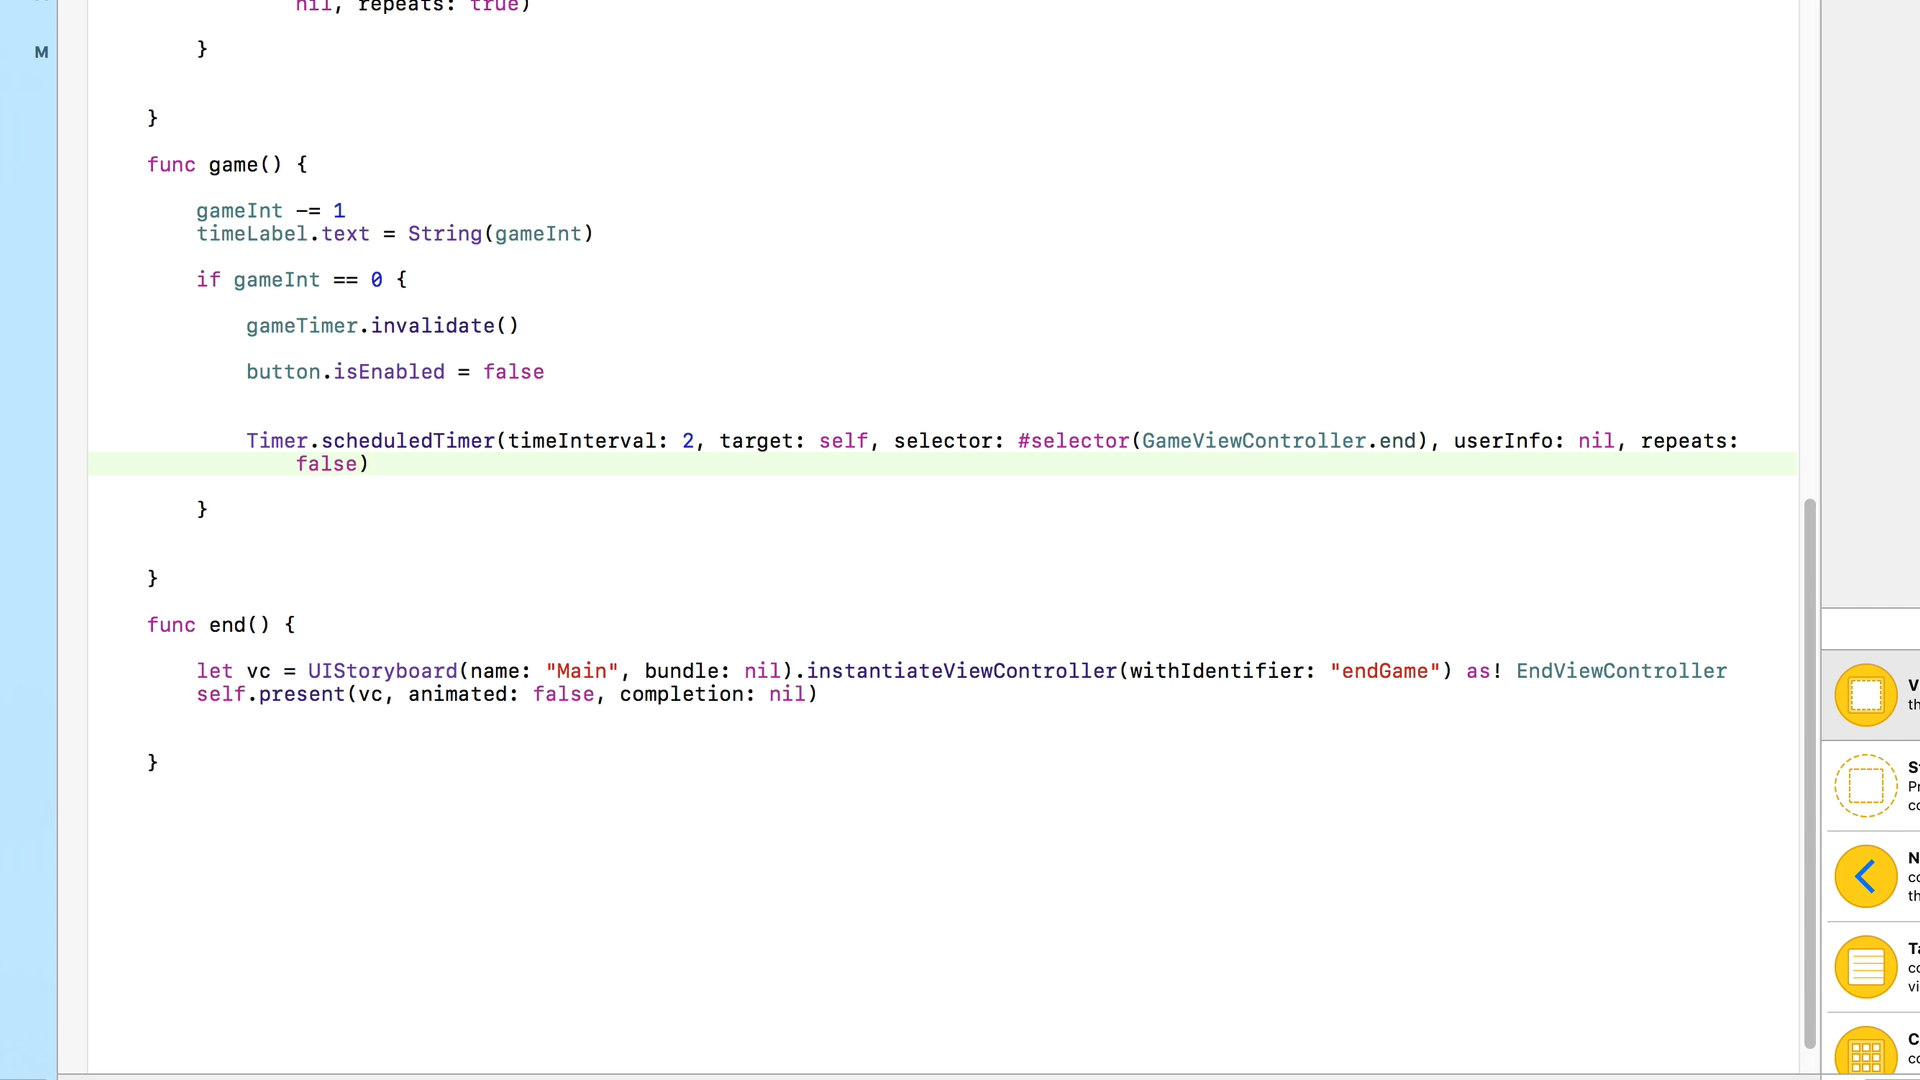 nil, repeats: true)
M
}
}
func game() {
gameInt -= 1
timeLabel.text = String(gameInt)
if gameInt == 0 {
gameTimer.invalidate()
button.isEnabled = false
Timer.scheduledTimer(timeInterval: 2, target: self, selector: #selector(GameViewController.end), userInfo: nil, repeats:
false)
}
}
func end() {
let vc = UIStoryboard(name: "Main", bundle: nil).instantiateViewController(withIdentifier: "endGame") as! EndViewController
self.present(vc, animated: false, completion: nil)
}